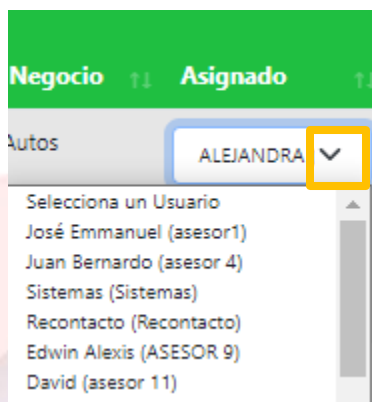 Negocio ↑↓ Asignado ↑↓
Autos
ALEJANDRA
Selecciona un Usuario
José Emmanuel (asesor1)
Juan Bernardo (asesor 4)
Sistemas (Sistemas)
Recontacto (Recontacto)
Edwin Alexis (ASESOR 9)
David (asesor 11)